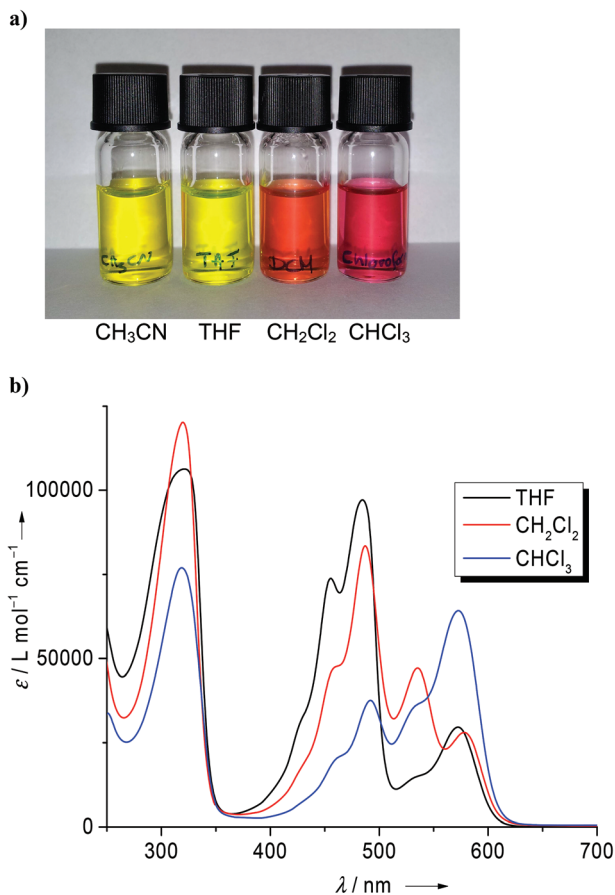 a)
CH₃CN
THF
DCM
Chloroform
CH₃CN THF CH₂Cl₂ CHCl₃
b)
THF
CH₂Cl₂
CHCl₃
ε / L mol⁻¹ cm⁻¹ →
100000
50000
0
300 400 500 600 700
λ / nm →